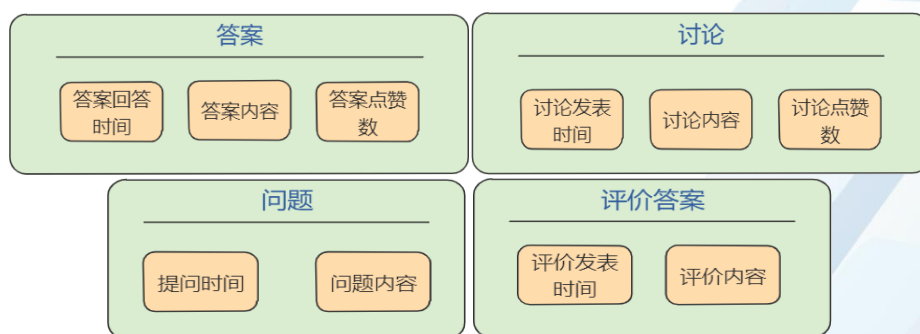 答案
答案回答
时间
答案内容
答案点赞
数
讨论
讨论发表
时间
讨论内容
讨论点赞
数
问题
提问时间
问题内容
评价答案
评价发表
时间
评价内容